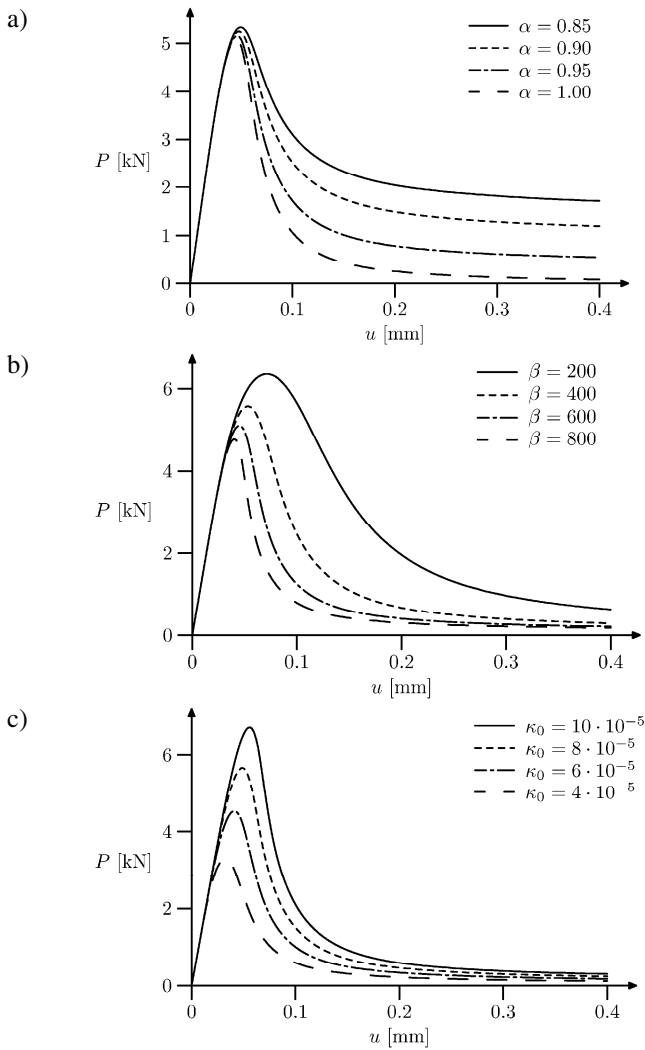 a)
α = 0.85
α = 0.90
α = 0.95
α = 1.00
5
4
3
2
1
0
P [kN]
0 0.1 0.2 0.3 0.4
u [mm]
b)
β = 200
β = 400
β = 600
β = 800
6
4
2
0
P [kN]
0 0.1 0.2 0.3 0.4
u [mm]
c)
κ₀ = 10 · 10⁻⁵
κ₀ = 8 · 10⁻⁵
κ₀ = 6 · 10⁻⁵
κ₀ = 4 · 10 ⁵
6
4
2
0
P [kN]
0 0.1 0.2 0.3 0.4
u [mm]